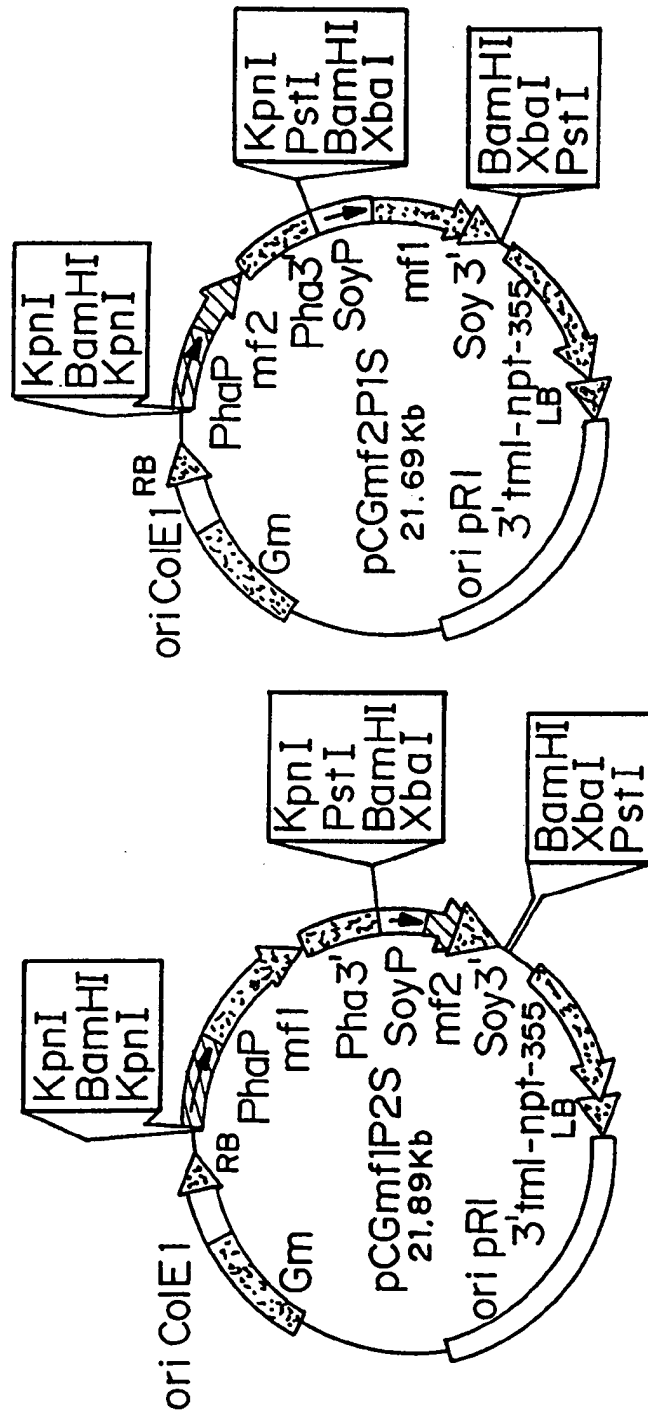 ori ColE1
RB
KpnI
BamHI
KpnI
PhaP
mf1
Pha3'
SoyP
mf2
Soy3'
KpnI
PstI
BamHI
XbaI
BamHI
XbaI
PstI
Gm
pCGmf1P2S
21.89Kb
ori pRI
3'tml-npt-355
LB
ori ColE1
RB
KpnI
BamHI
KpnI
PhaP
mf2
Pha3'
SoyP
mf1
Soy3'
KpnI
PstI
BamHI
XbaI
BamHI
XbaI
PstI
Gm
pCGmf2P1S
21.69Kb
ori pRI
3'tml-npt-355
LB